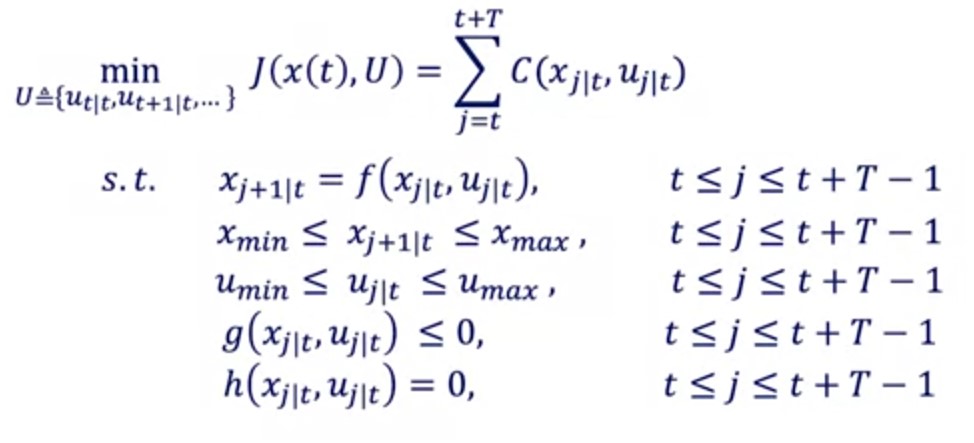 min_{U≜{u_{t|t},u_{t+1|t},…}} J(x(t), U) = ∑_{j=t}^{t+T} C(x_{j|t}, u_{j|t})
s.t. x_{j+1|t} = f(x_{j|t}, u_{j|t}), t ≤ j ≤ t + T − 1
x_{min} ≤ x_{j+1|t} ≤ x_{max}, t ≤ j ≤ t + T − 1
u_{min} ≤ u_{j|t} ≤ u_{max}, t ≤ j ≤ t + T − 1
g(x_{j|t}, u_{j|t}) ≤ 0, t ≤ j ≤ t + T − 1
h(x_{j|t}, u_{j|t}) = 0, t ≤ j ≤ t + T − 1